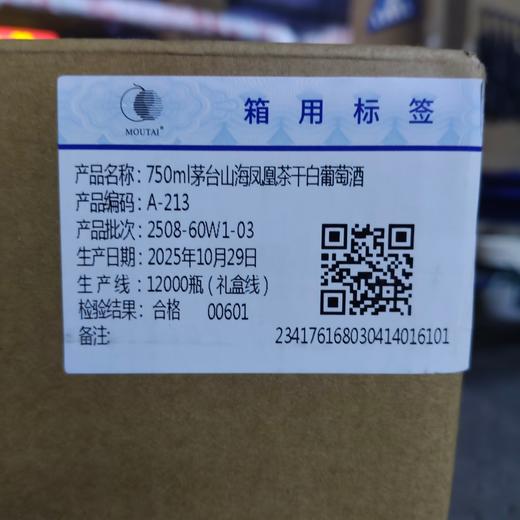 MOUTAI®
箱用标签
产品名称: 750ml茅台山海凤凰茶干白葡萄酒
产品编码: A-213
产品批次: 2508-60W1-03
生产日期: 2025年10月29日
生产线: 12000瓶(礼盒线)
检验结果: 合格 00601
备注:
234176168030414016101